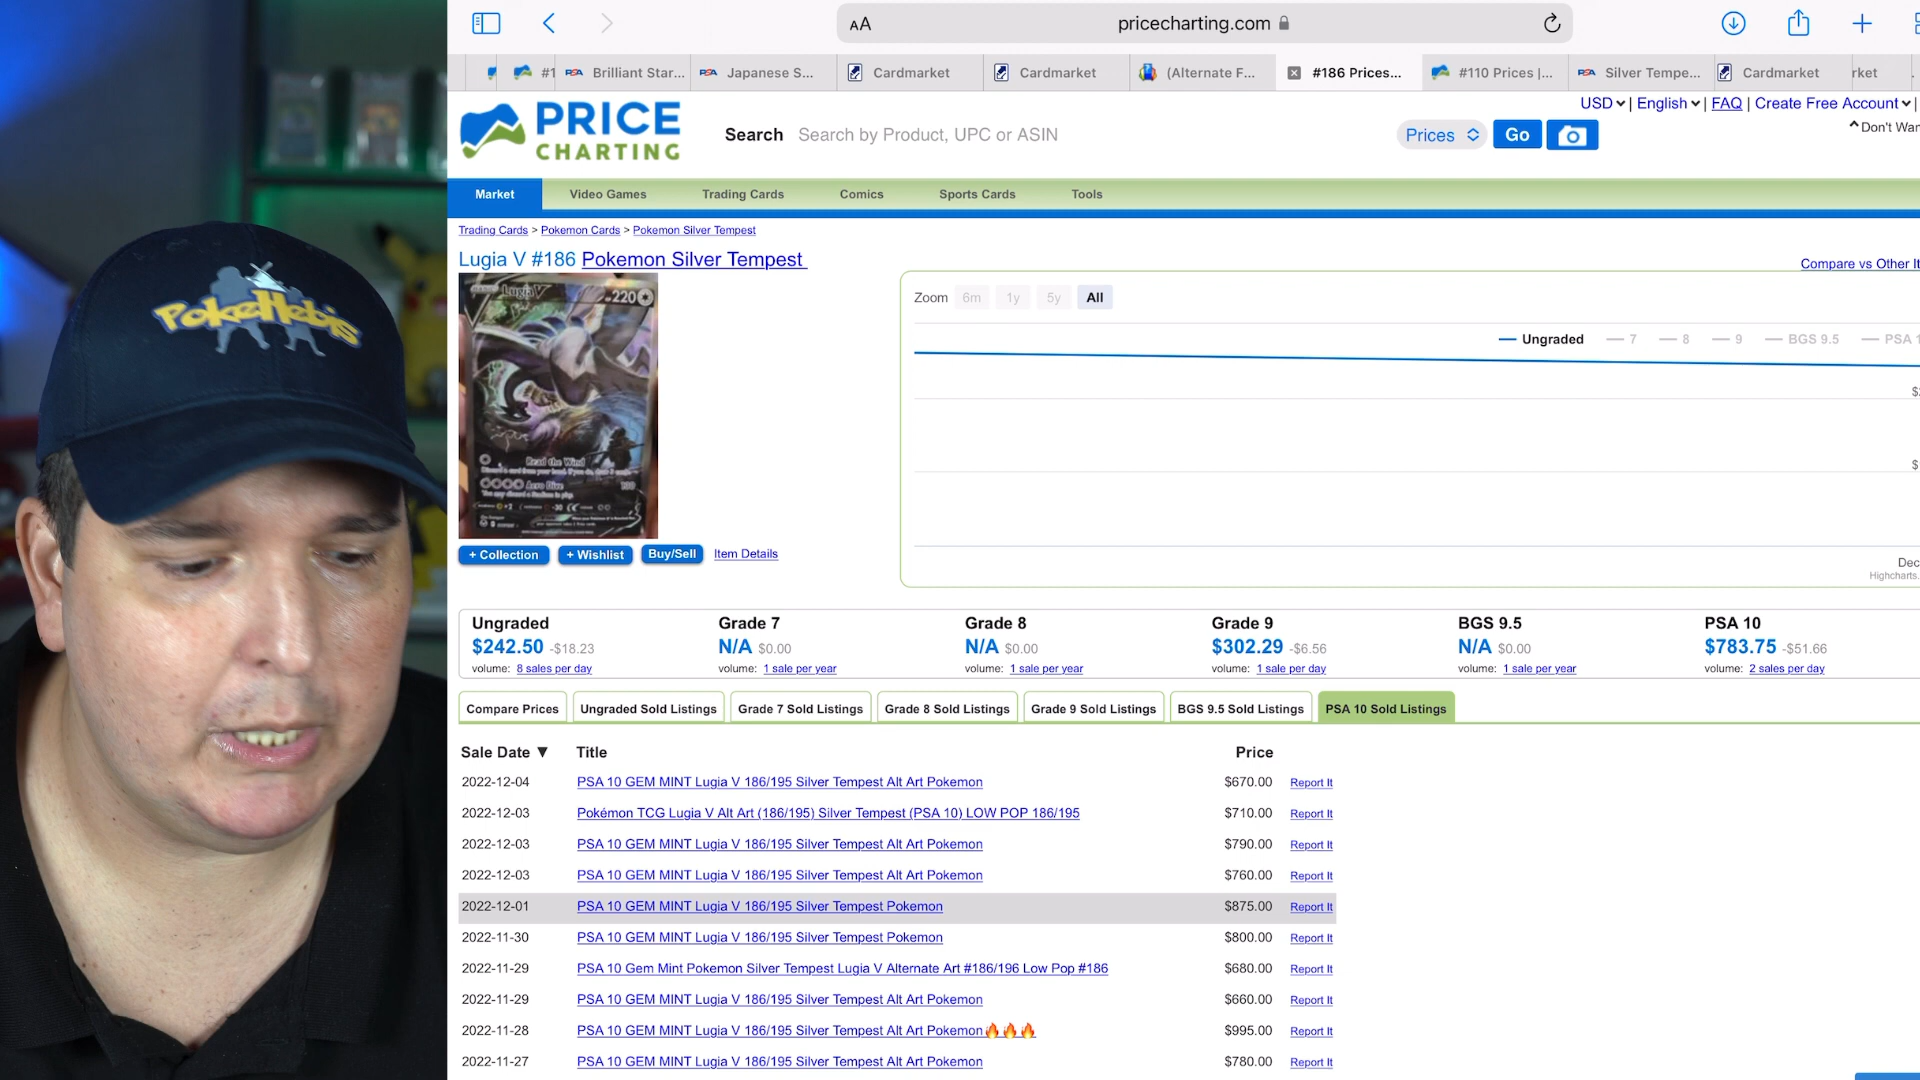 AA
pricecharting.com
#1
Brilliant Star...
Japanese S...
Cardmarket
Cardmarket
(Alternate F...
#186 Prices...
#110 Prices |...
Silver Tempe...
Cardmarket
rket
USD | English | FAQ | Create Free Account |
PRICE
CHARTING
Search Search by Product, UPC or ASIN
Prices
Go
Don't Wan
Market
Video Games
Trading Cards
Comics
Sports Cards
Tools
Trading Cards > Pokemon Cards > Pokemon Silver Tempest
Lugia V #186 Pokemon Silver Tempest
Compare vs Other It
Lugia V 220
Read the Wind
Aero Dive
Zoom 6m 1y 5y All
Ungraded 7 8 9 BGS 9.5 PSA 1
Dec
Highcharts.
+ Collection
+ Wishlist
Buy/Sell
Item Details
PokeHebis
Ungraded Grade 7 Grade 8 Grade 9 BGS 9.5 PSA 10
$242.50 -$18.23 N/A $0.00 N/A $0.00 $302.29 -$6.56 N/A $0.00 $783.75 -$51.66
volume: 8 sales per day volume: 1 sale per year volume: 1 sale per year volume: 1 sale per day volume: 1 sale per year volume: 2 sales per day
Compare Prices
Ungraded Sold Listings
Grade 7 Sold Listings
Grade 8 Sold Listings
Grade 9 Sold Listings
BGS 9.5 Sold Listings
PSA 10 Sold Listings
Sale Date ▼ Title Price
2022-12-04 PSA 10 GEM MINT Lugia V 186/195 Silver Tempest Alt Art Pokemon $670.00 Report It
2022-12-03 Pokémon TCG Lugia V Alt Art (186/195) Silver Tempest (PSA 10) LOW POP 186/195 $710.00 Report It
2022-12-03 PSA 10 GEM MINT Lugia V 186/195 Silver Tempest Alt Art Pokemon $790.00 Report It
2022-12-03 PSA 10 GEM MINT Lugia V 186/195 Silver Tempest Alt Art Pokemon $760.00 Report It
2022-12-01 PSA 10 GEM MINT Lugia V 186/195 Silver Tempest Pokemon $875.00 Report It
2022-11-30 PSA 10 GEM MINT Lugia V 186/195 Silver Tempest Pokemon $800.00 Report It
2022-11-29 PSA 10 Gem Mint Pokemon Silver Tempest Lugia V Alternate Art #186/196 Low Pop #186 $680.00 Report It
2022-11-29 PSA 10 GEM MINT Lugia V 186/195 Silver Tempest Alt Art Pokemon $660.00 Report It
2022-11-28 PSA 10 GEM MINT Lugia V 186/195 Silver Tempest Alt Art Pokemon🔥🔥🔥 $995.00 Report It
2022-11-27 PSA 10 GEM MINT Lugia V 186/195 Silver Tempest Alt Art Pokemon $780.00 Report It